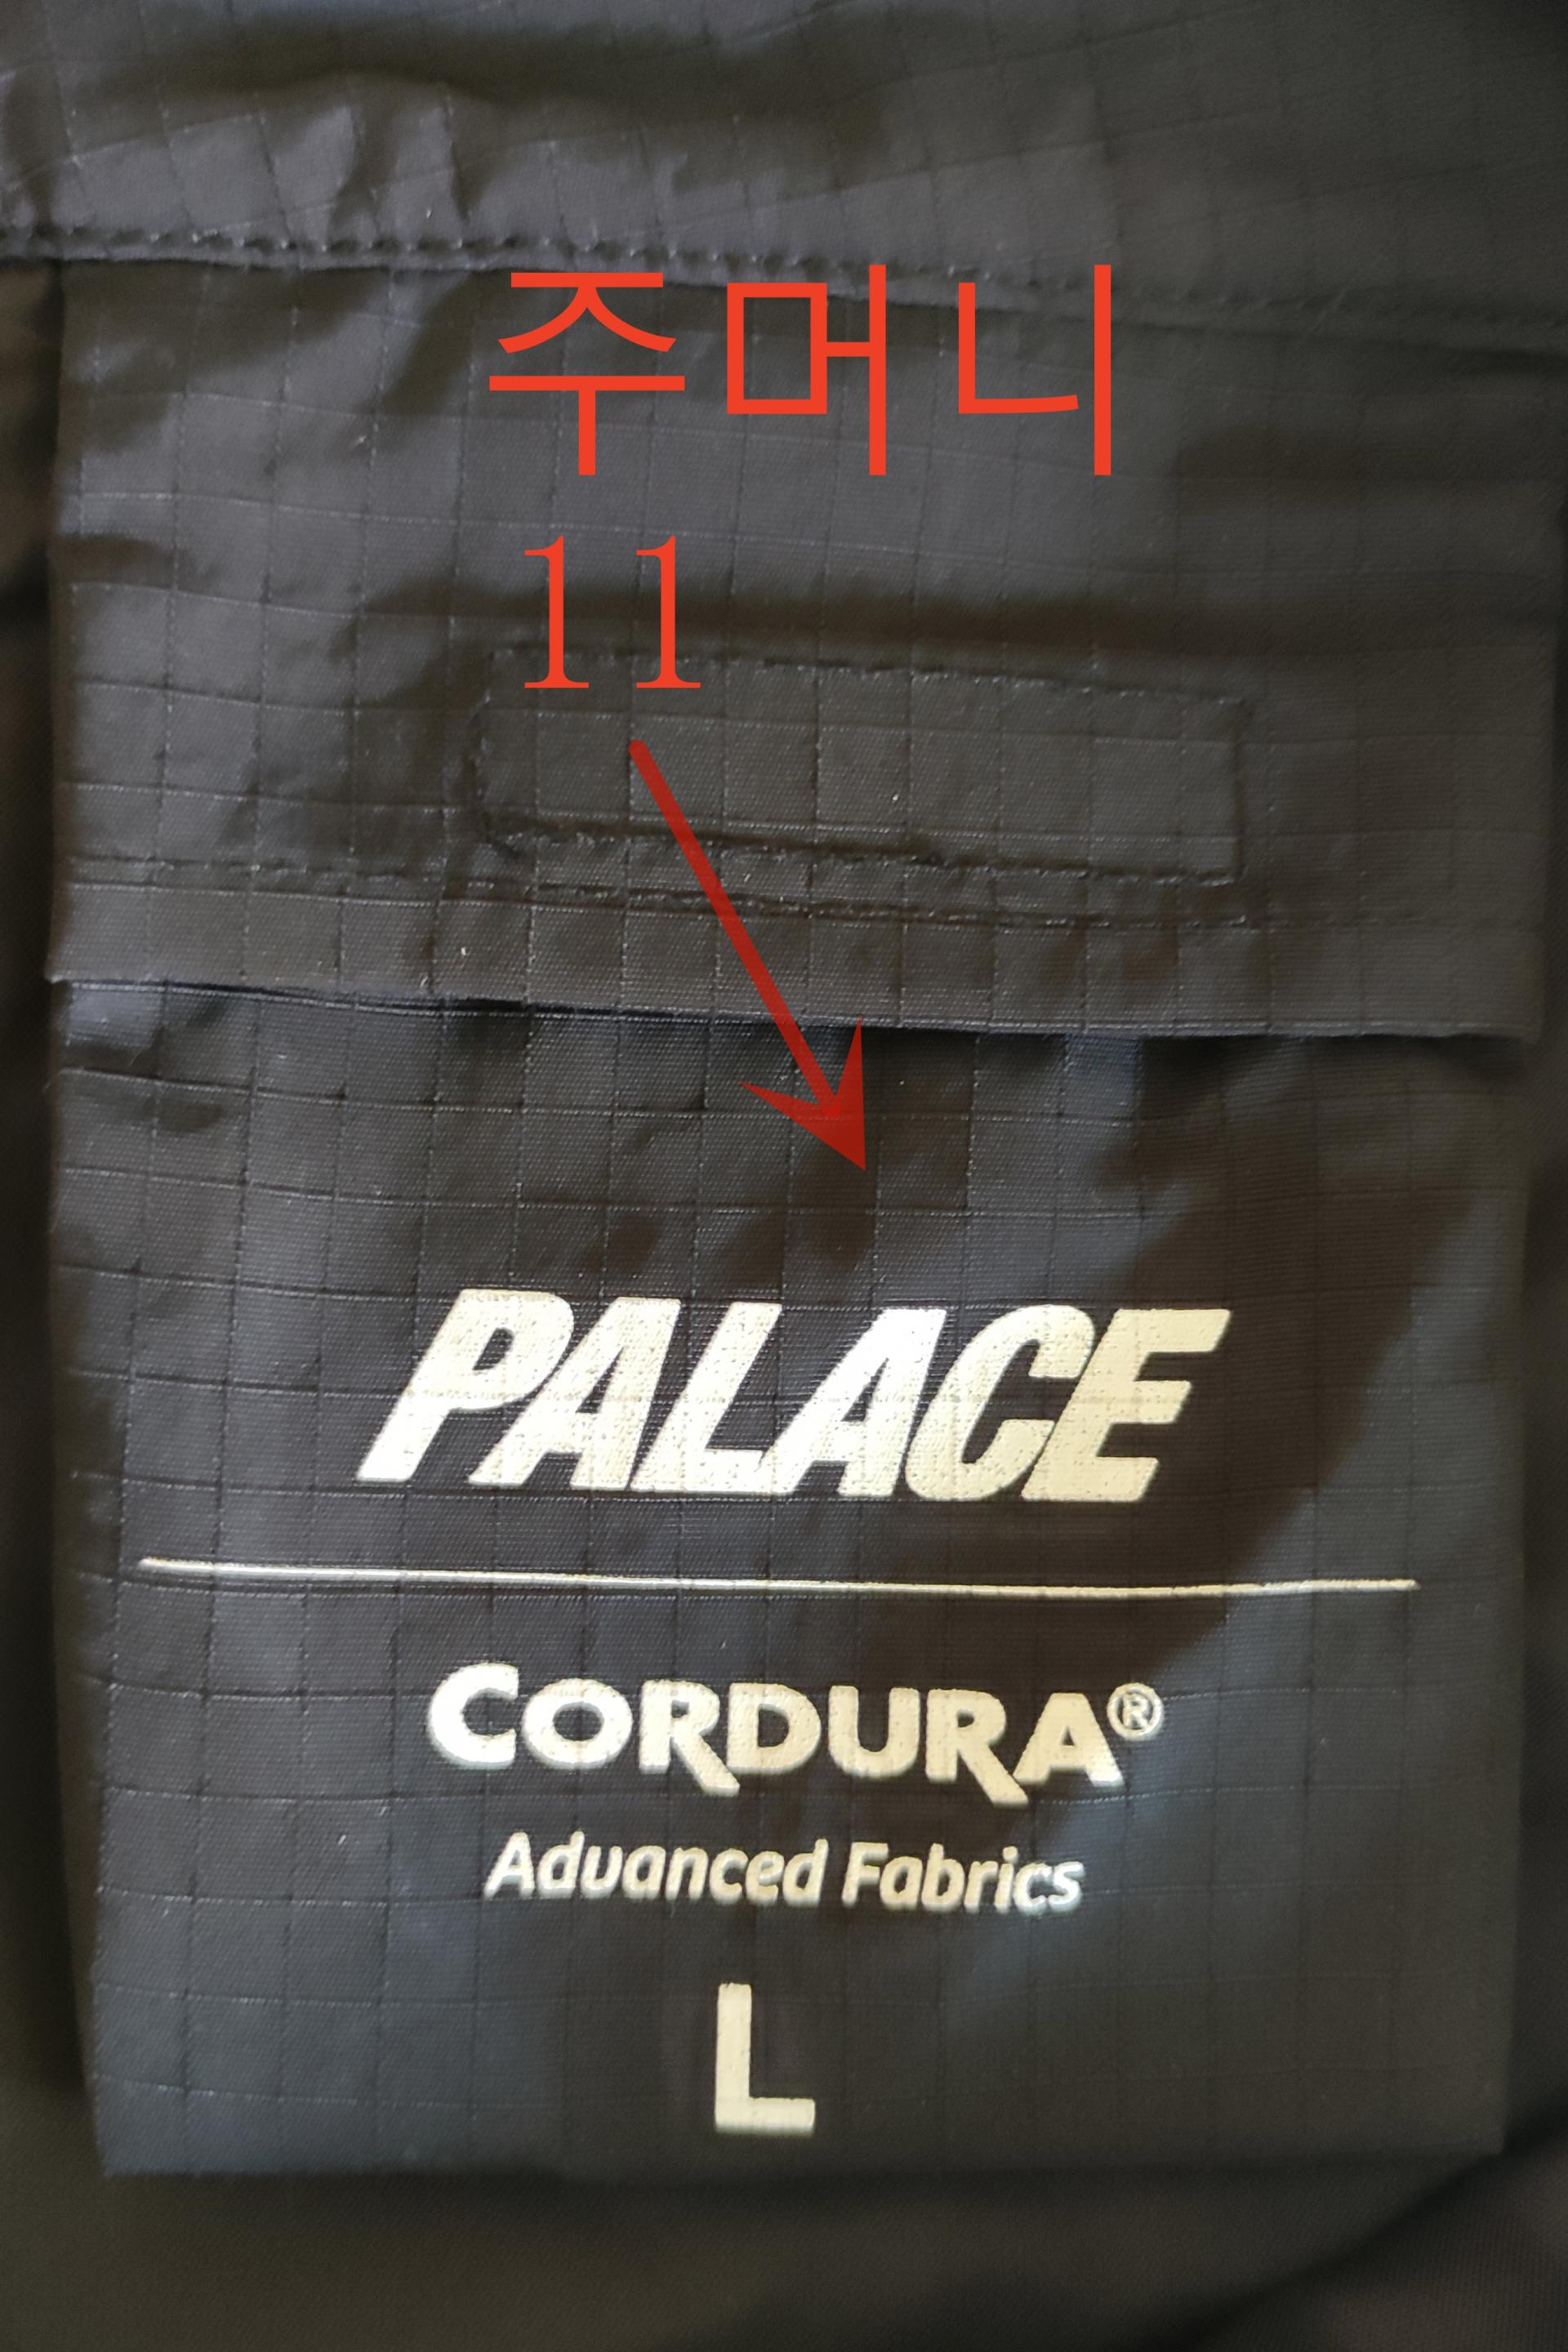 주머니
11
PALACE
CORDURA®
Advanced Fabrics
L